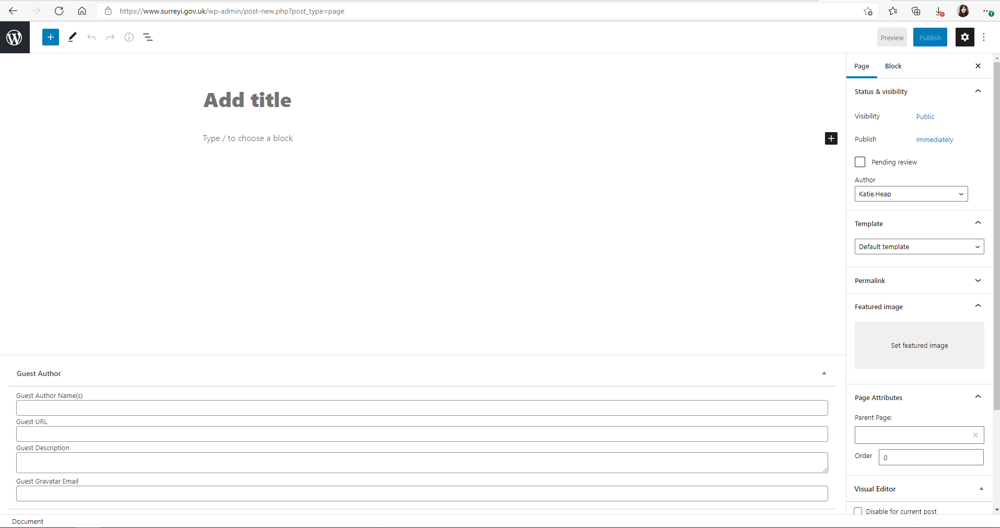 https://www.surreyi.gov.uk/wp-admin/post-new.php?post_type=page
Preview
Publish
Page
Block
Add title
Type / to choose a block
Status & visibility
Visibility
Public
Publish
Immediately
Pending review
Author
Katie.Heap
Template
Default template
Permalink
Featured image
Set featured image
Page Attributes
Parent Page:
Order
0
Visual Editor
Disable for current post
Guest Author
Guest Author Name(s)
Guest URL
Guest Description
Guest Gravatar Email
Document